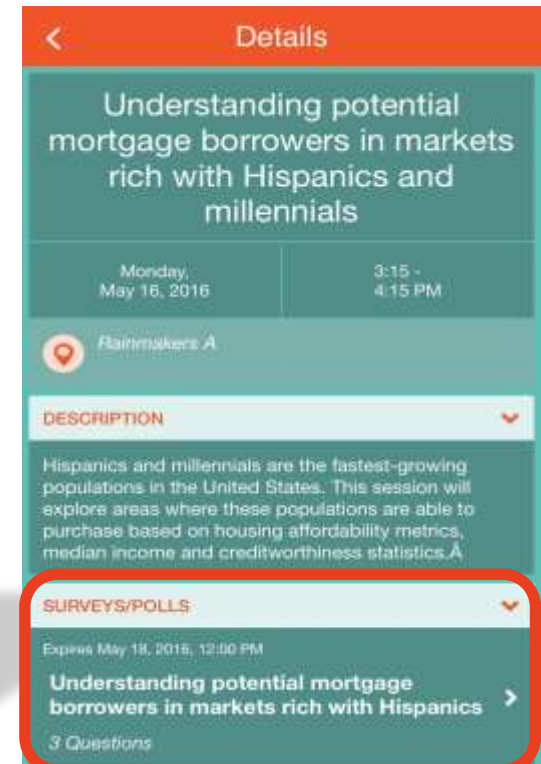 Details
Understanding potential
mortgage borrowers in markets
rich with Hispanics and
millennials
Monday,
May 16, 2016
3:15 -
4:15 PM
Rainmakers A
DESCRIPTION
Hispanics and millennials are the fastest-growing
populations in the United States. This session will
explore areas where these populations are able to
purchase based on housing affordability metrics,
median income and creditworthiness statistics.Â
SURVEYS/POLLS
Expires May 18, 2016, 12:00 PM
Understanding potential mortgage
borrowers in markets rich with Hispanics
3 Questions